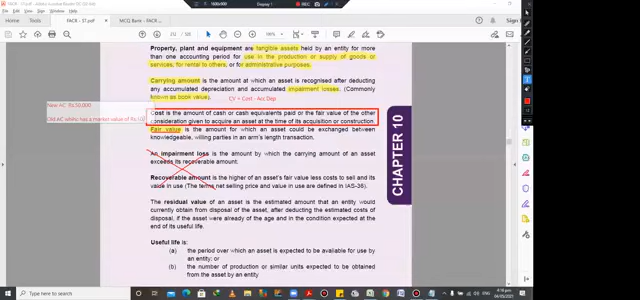 FACR - ST.pdf
MCQ Bans - FACR ...
Property, plant and equipment are tangible assets held by an entity for more
than one accounting period for use in the production or supply of goods or
services, for rental to others, or for administrative purposes.
Carrying amount is the amount at which an asset is recognised after deducting
any accumulated depreciation and accumulated impairment losses. (Commonly
known as book value).
CV = Cost - Acc Dep
New AC Rs 50,000
Old AC which has a market value of Rs
Cost is the amount of cash or cash equivalents paid or the fair value of the other
consideration given to acquire an asset at the time of its acquisition or construction.
Fair value is the amount for which an asset could be exchanged between
knowledgeable, willing parties in an arm's length transaction.
An impairment loss is the amount by which the carrying amount of an asset
exceeds its recoverable amount.
Recoverable amount is the higher of an asset's fair value less costs to sell and its
value in use (The terms net selling price and value in use are defined in IAS-36).
The residual value of an asset is the estimated amount that an entity would
currently obtain from disposal of the asset, after deducting the estimated costs of
disposal, if the asset were already of the age and in the condition expected at the
end of its useful life.
Useful life is:
(a) the period over which an asset is expected to be available for use by an
entity; or
(b) the number of production or similar units expected to be obtained
from the asset by an entity
CHAPTER 10
Type here to search
4:16 pm
04/05/2021